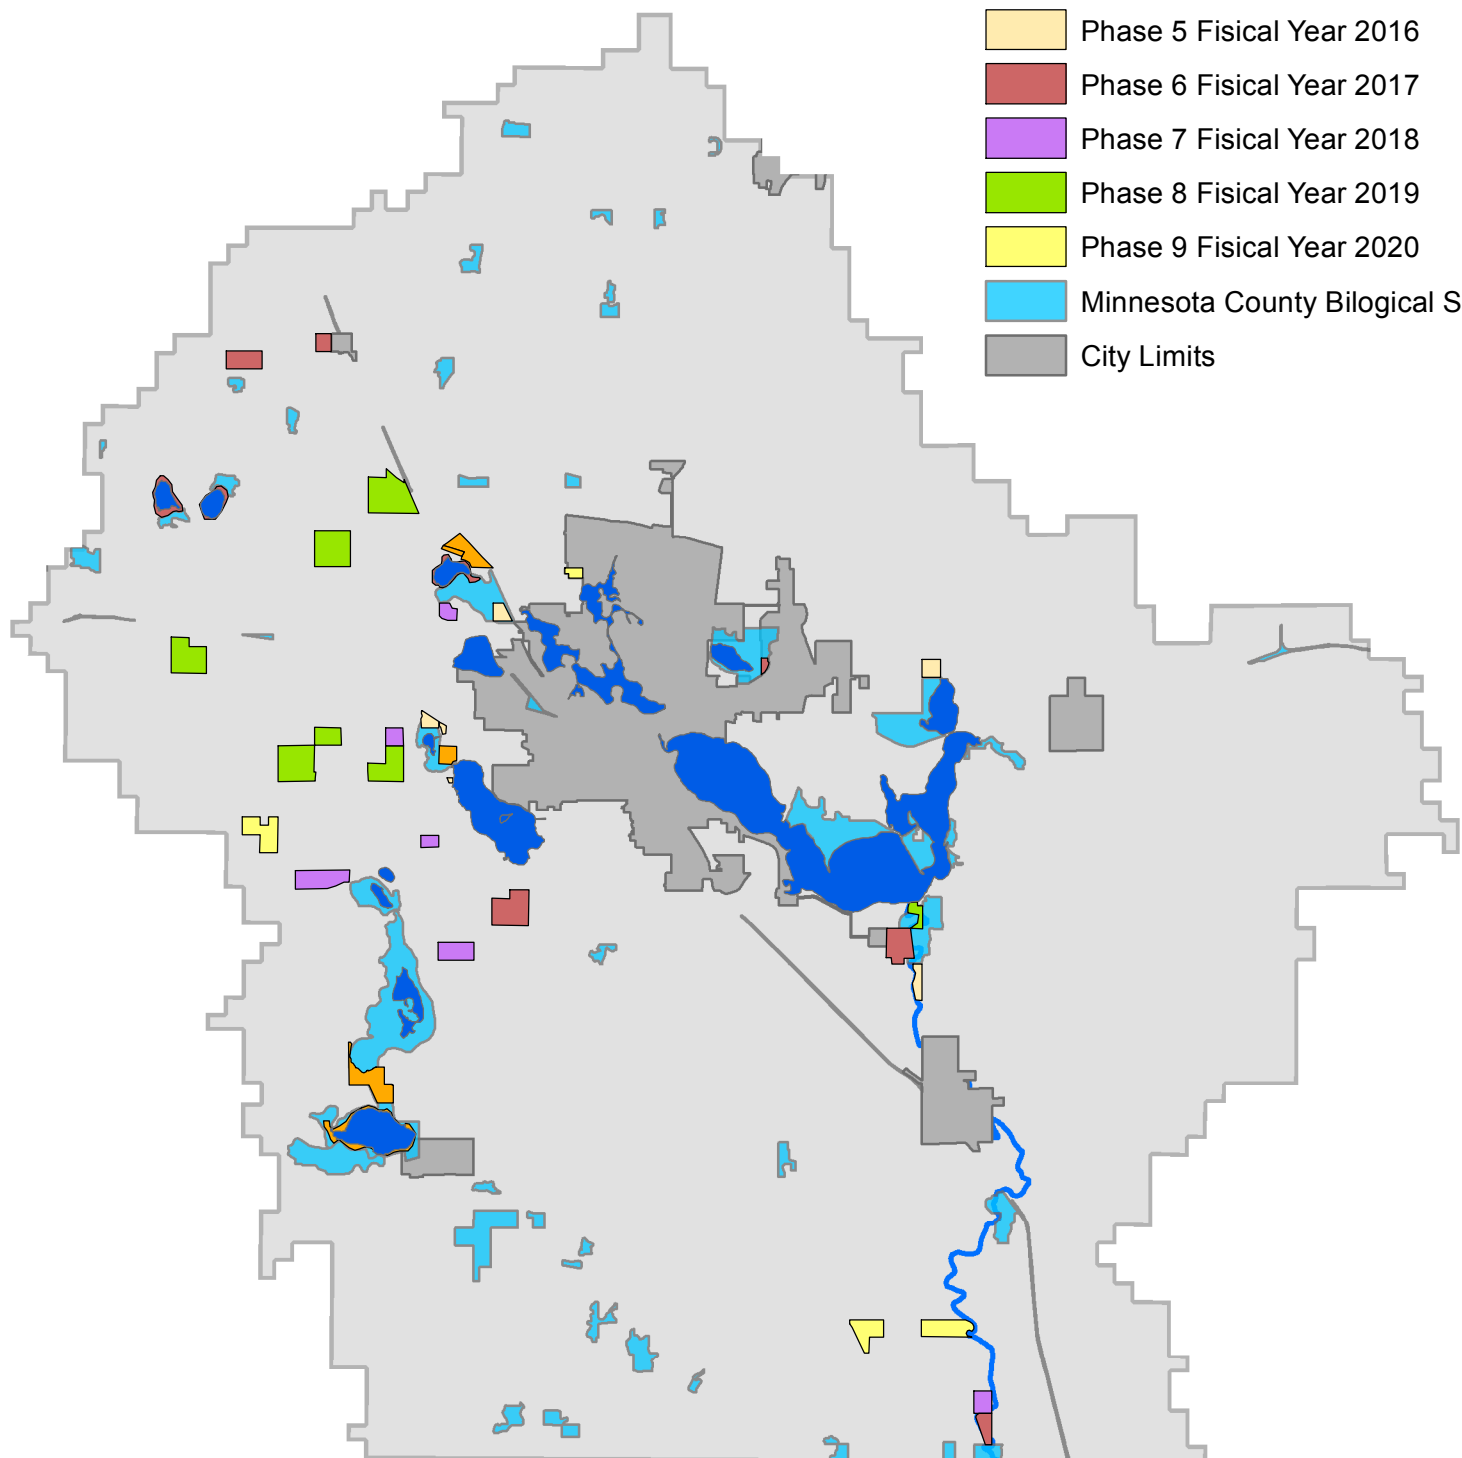 Phase 5 Fisical Year 2016
Phase 6 Fisical Year 2017
Phase 7 Fisical Year 2018
Phase 8 Fisical Year 2019
Phase 9 Fisical Year 2020
Minnesota County Bilogical S
City Limits